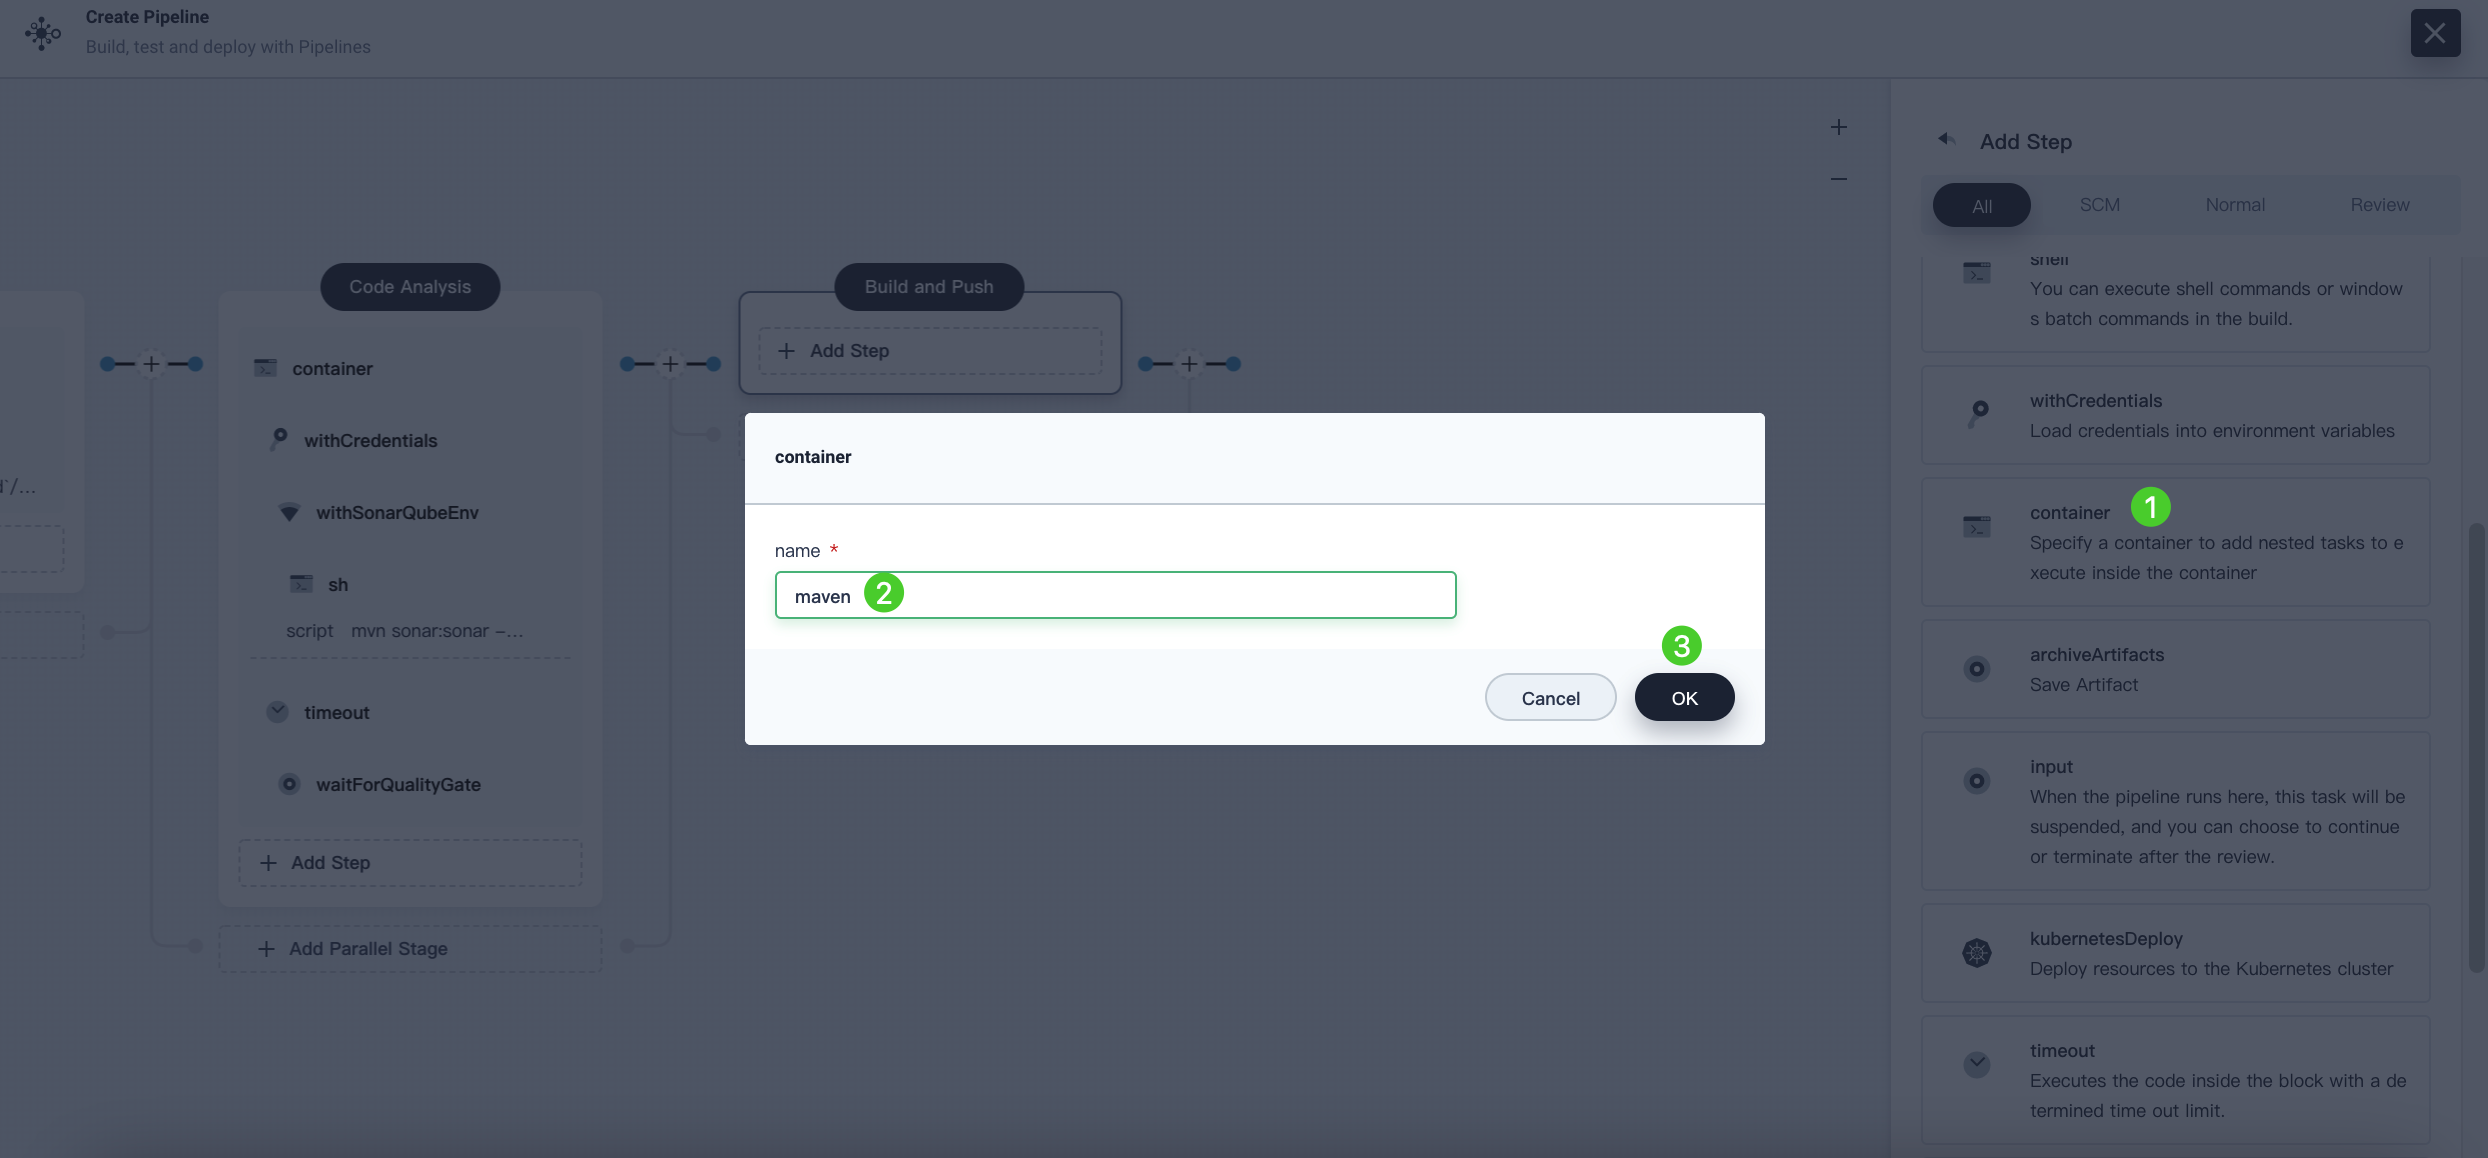 Create Pipeline
Build, test and deploy with Pipelines
Add Step
All SCM Normal Review
shell
You can execute shell commands or window
s batch commands in the build.
withCredentials
Load credentials into environment variables
container 1
Specify a container to add nested tasks to e
xecute inside the container
archiveArtifacts
Save Artifact
input
When the pipeline runs here, this task will be
suspended, and you can choose to continue
or terminate after the review.
kubernetesDeploy
Deploy resources to the Kubernetes cluster
timeout
Executes the code inside the block with a de
termined time out limit.
Code Analysis
container
withCredentials
withSonarQubeEnv
sh
script mvn sonar:sonar –...
timeout
waitForQualityGate
Add Step
Add Parallel Stage
Build and Push
Add Step
container
name *
maven 2
3
Cancel OK